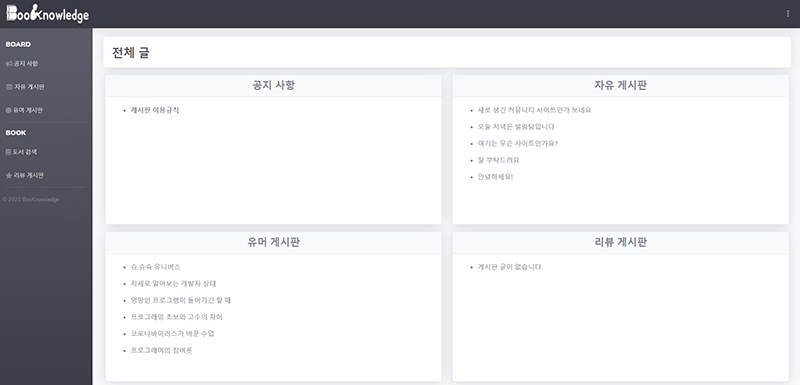 BooKnowledge
BOARD
공지 사항
자유 게시판
유머 게시판
BOOK
도서 검색
리뷰 게시판
© 2021 BooKnowledge
전체 글
공지 사항
게시판 이용규칙
자유 게시판
새로 생긴 커뮤니티 사이트인가 보네요
오늘 저녁은 설렁탕입니다
여기는 무슨 사이트인가요?
잘 부탁드려요
안녕하세요!
유머 게시판
슈.슈슉 유니버스
자세로 알아보는 개발자 상태
엉망인 프로그램이 돌아가긴 할 때
프로그래밍 초보와 고수의 차이
코로나바이러스가 바꾼 수업
프로그래머의 잠버릇
리뷰 게시판
게시판 글이 없습니다.